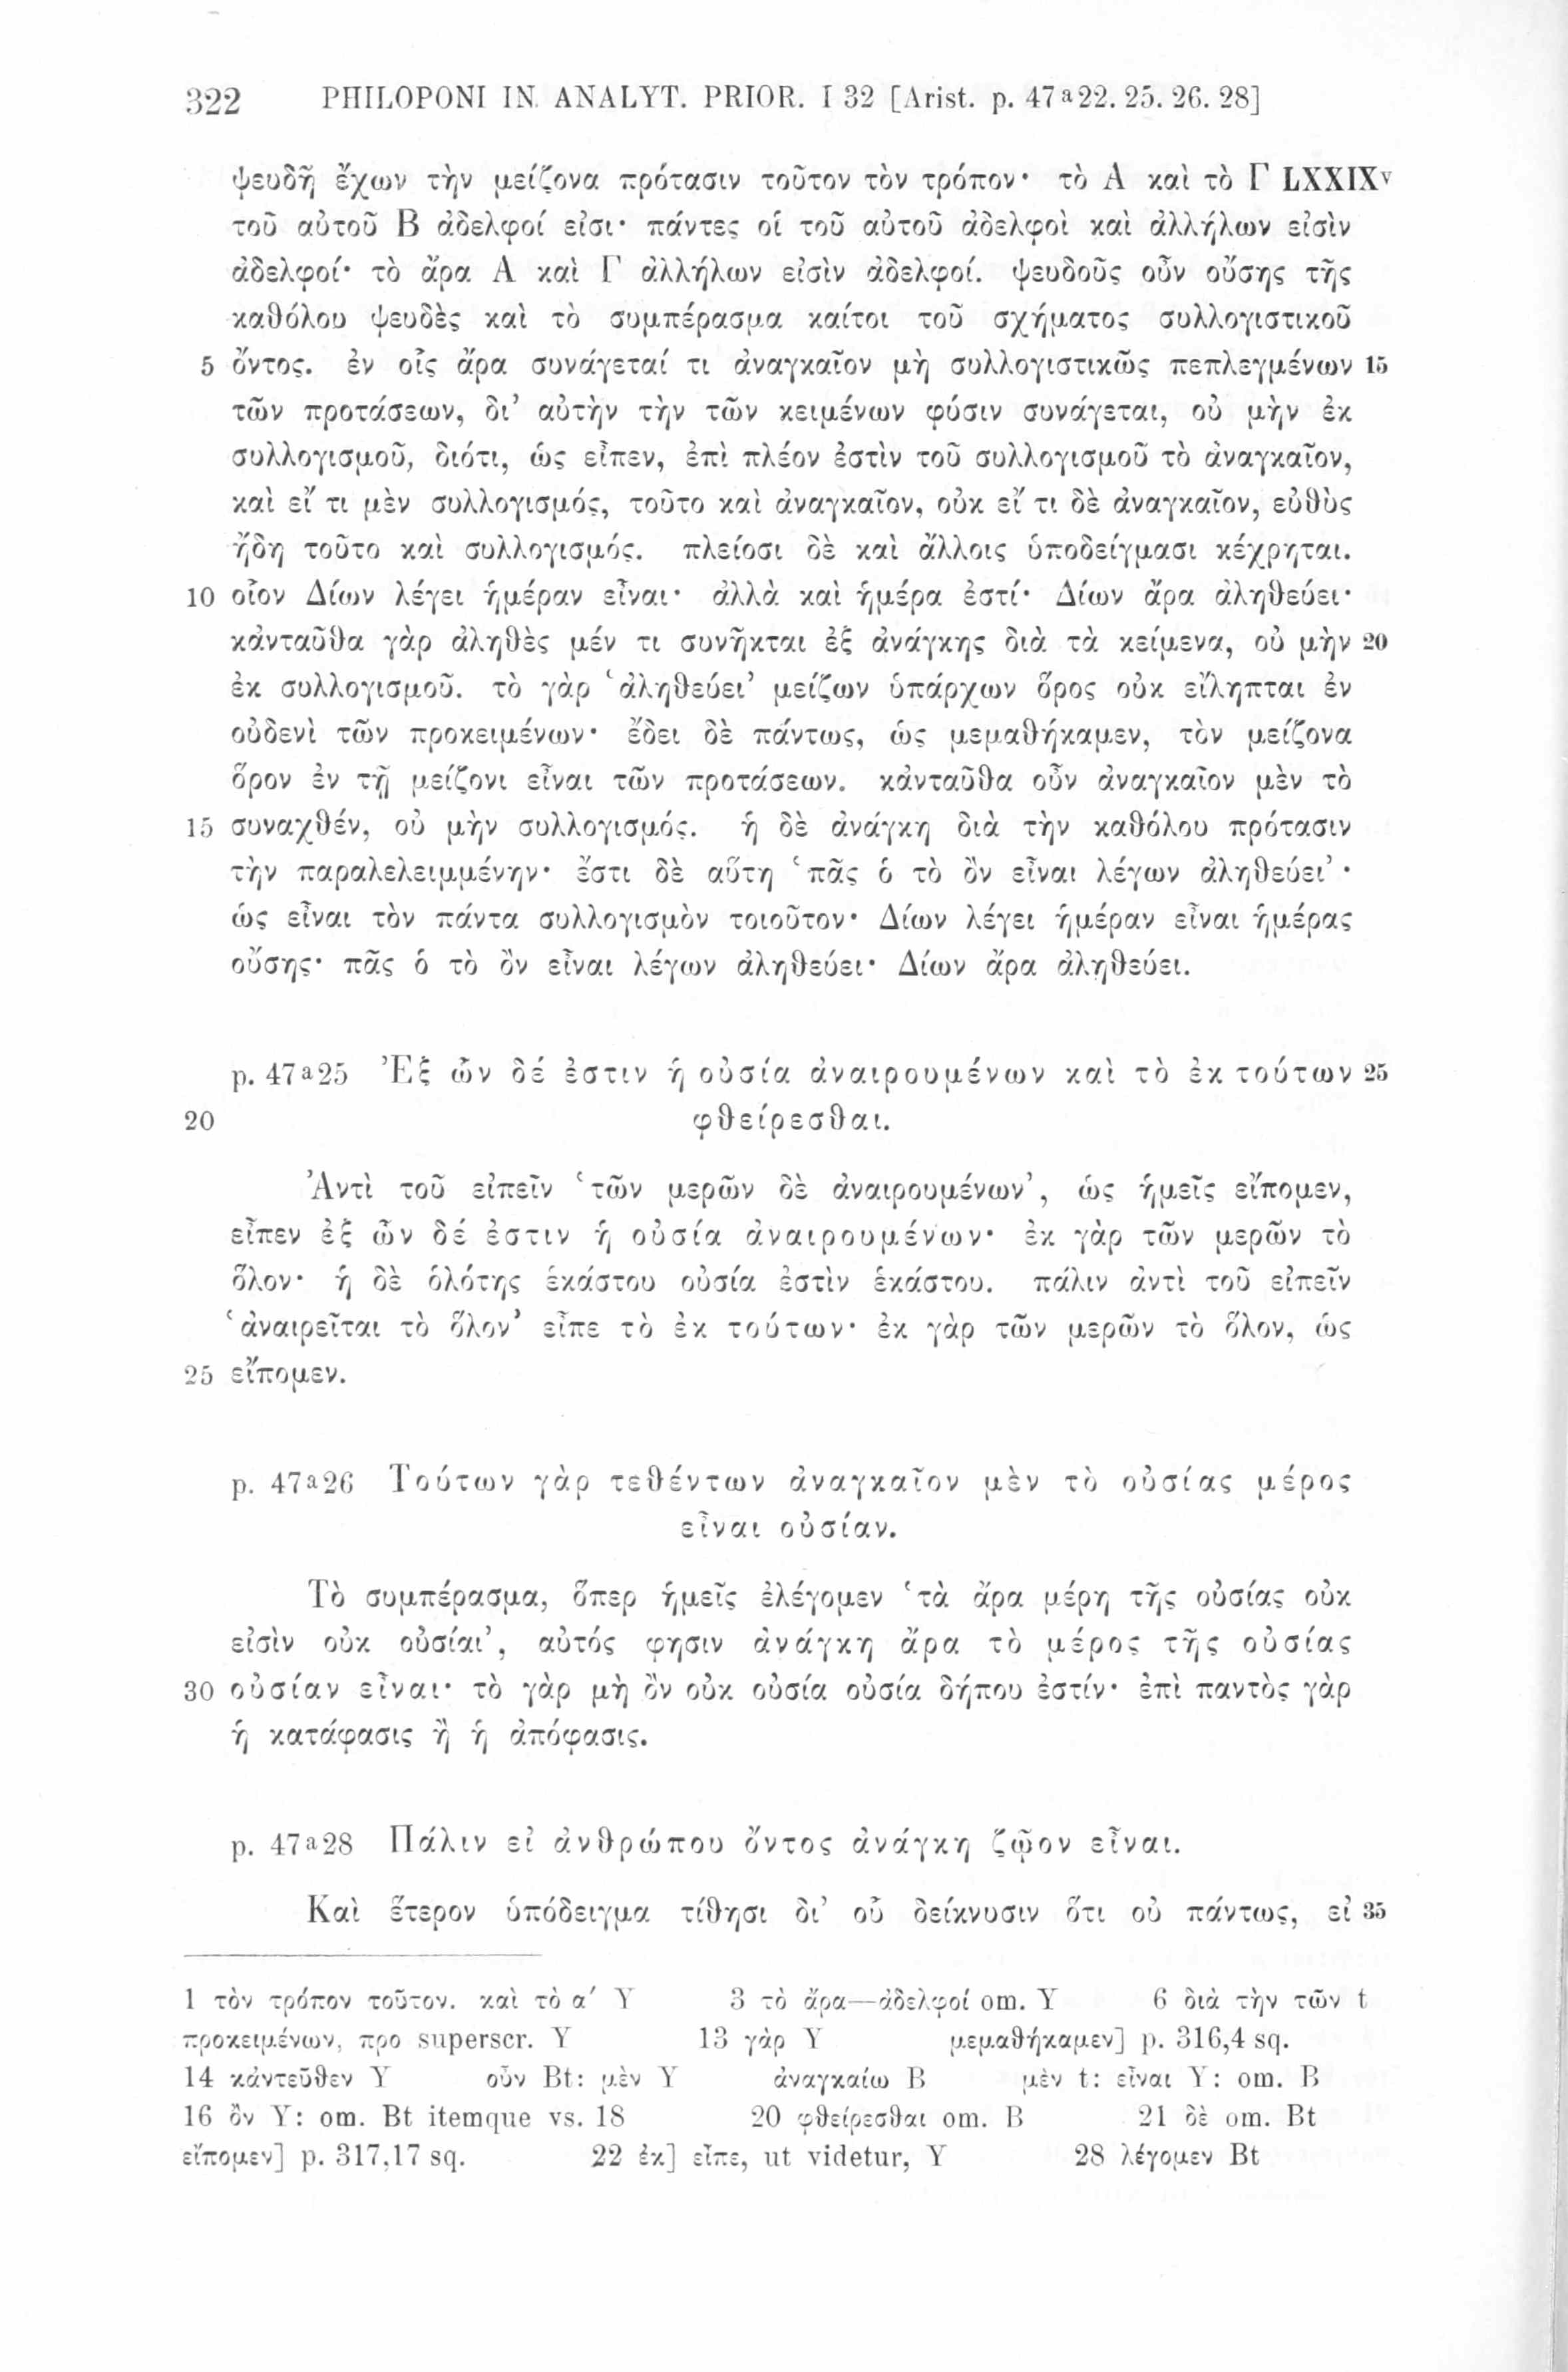 322 PHILOPONI IN ANALYT. PRIOR. I 32 [Arist. p. 47ª22. 25. 26. 28]
ψευδῆ ἔχων τὴν μείζονα πρότασιν τοῦτον τὸν τρόπον· τὸ Α καὶ τὸ Γ LXXIXᵛ
τοῦ αὐτοῦ Β ἀδελφοί εἰσι· πάντες οἱ τοῦ αὐτοῦ ἀδελφοὶ καὶ ἀλλήλων εἰσὶν
ἀδελφοί· τὸ ἄρα Α καὶ Γ ἀλλήλων εἰσὶν ἀδελφοί. ψευδοῦς οὖν οὔσης τῆς
καθόλου ψευδὲς καὶ τὸ συμπέρασμα καίτοι τοῦ σχήματος συλλογιστικοῦ
5 ὄντος. ἐν οἷς ἄρα συνάγεταί τι ἀναγκαῖον μὴ συλλογιστικῶς πεπλεγμένων 15
τῶν προτάσεων, δι’ αὐτὴν τὴν τῶν κειμένων φύσιν συνάγεται, οὐ μὴν ἐκ
συλλογισμοῦ, διότι, ὡς εἶπεν, ἐπὶ πλέον ἐστὶν τοῦ συλλογισμοῦ τὸ ἀναγκαῖον,
καὶ εἴ τι μὲν συλλογισμός, τοῦτο καὶ ἀναγκαῖον, οὐκ εἴ τι δὲ ἀναγκαῖον, εὐθὺς
ἤδη τοῦτο καὶ συλλογισμός. πλείοσι δὲ καὶ ἄλλοις ὑποδείγμασι κέχρηται.
10 οἷον Δίων λέγει ἡμέραν εἶναι· ἀλλὰ καὶ ἡμέρα ἐστί· Δίων ἄρα ἀληθεύει·
κἀνταῦθα γὰρ ἀληθὲς μέν τι συνῆκται ἐξ ἀνάγκης διὰ τὰ κείμενα, οὐ μὴν 20
ἐκ συλλογισμοῦ. τὸ γὰρ ‘ἀληθεύει’ μείζων ὑπάρχων ὅρος οὐκ εἴληπται ἐν
οὐδενὶ τῶν προκειμένων· ἔδει δὲ πάντως, ὡς μεμαθήκαμεν, τὸν μείζονα
ὅρον ἐν τῇ μείζονι εἶναι τῶν προτάσεων. κἀνταῦθα οὖν ἀναγκαῖον μὲν τὸ
15 συναχθέν, οὐ μὴν συλλογισμός. ἡ δὲ ἀνάγκη διὰ τὴν καθόλου πρότασιν
τὴν παραλελειμμένην· ἔστι δὲ αὕτη ‘πᾶς ὁ τὸ ὂν εἶναι λέγων ἀληθεύει’·
ὡς εἶναι τὸν πάντα συλλογισμὸν τοιοῦτον· Δίων λέγει ἡμέραν εἶναι ἡμέρας
οὔσης· πᾶς ὁ τὸ ὂν εἶναι λέγων ἀληθεύει· Δίων ἄρα ἀληθεύει.
p. 47ª25 Ἐξ ὧν δέ ἐστιν ἡ οὐσία ἀναιρουμένων καὶ τὸ ἐκ τούτων 25
20 φθείρεσθαι.
Ἀντὶ τοῦ εἰπεῖν ‘τῶν μερῶν δὲ ἀναιρουμένων’, ὡς ἡμεῖς εἴπομεν,
εἶπεν ἐξ ὧν δέ ἐστιν ἡ οὐσία ἀναιρουμένων· ἐκ γὰρ τῶν μερῶν τὸ
ὅλον· ἡ δὲ ὁλότης ἑκάστου οὐσία ἐστὶν ἑκάστου. πάλιν ἀντὶ τοῦ εἰπεῖν
‘ἀναιρεῖται τὸ ὅλον’ εἶπε τὸ ἐκ τούτων· ἐκ γὰρ τῶν μερῶν τὸ ὅλον, ὡς
25 εἴπομεν.
p. 47ª26 Τούτων γὰρ τεθέντων ἀναγκαῖον μὲν τὸ οὐσίας μέρος
εἶναι οὐσίαν.
Τὸ συμπέρασμα, ὅπερ ἡμεῖς ἐλέγομεν ‘τὰ ἄρα μέρη τῆς οὐσίας οὐκ
εἰσὶν οὐκ οὐσίαι’, αὐτός φησιν ἀνάγκη ἄρα τὸ μέρος τῆς οὐσίας
30 οὐσίαν εἶναι· τὸ γὰρ μὴ ὂν οὐκ οὐσία οὐσία δήπου ἐστίν· ἐπὶ παντὸς γὰρ
ἡ κατάφασις ἢ ἡ ἀπόφασις.
p. 47ª28 Πάλιν εἰ ἀνθρώπου ὄντος ἀνάγκη ζῷον εἶναι.
Καὶ ἕτερον ὑπόδειγμα τίθησι δι’ οὗ δείκνυσιν ὅτι οὐ πάντως, εἰ 35
1 τὸν τρόπον τοῦτον. καὶ τὸ α′ Y 3 τὸ ἄρα—ἀδελφοί om. Y 6 διὰ τὴν τῶν t
προκειμένων, προ superscr. Y 13 γὰρ Y μεμαθήκαμεν] p. 316,4 sq.
14 κἀντεῦθεν Y οὖν Bt: μὲν Y ἀναγκαίω B μὲν t: εἶναι Y: om. B
16 ὂν Y: om. Bt itemque vs. 18 20 φθείρεσθαι om. B 21 δὲ om. Bt
εἴπομεν] p. 317,17 sq. 22 ἐκ] εἶπε, ut videtur, Y 28 λέγομεν Bt